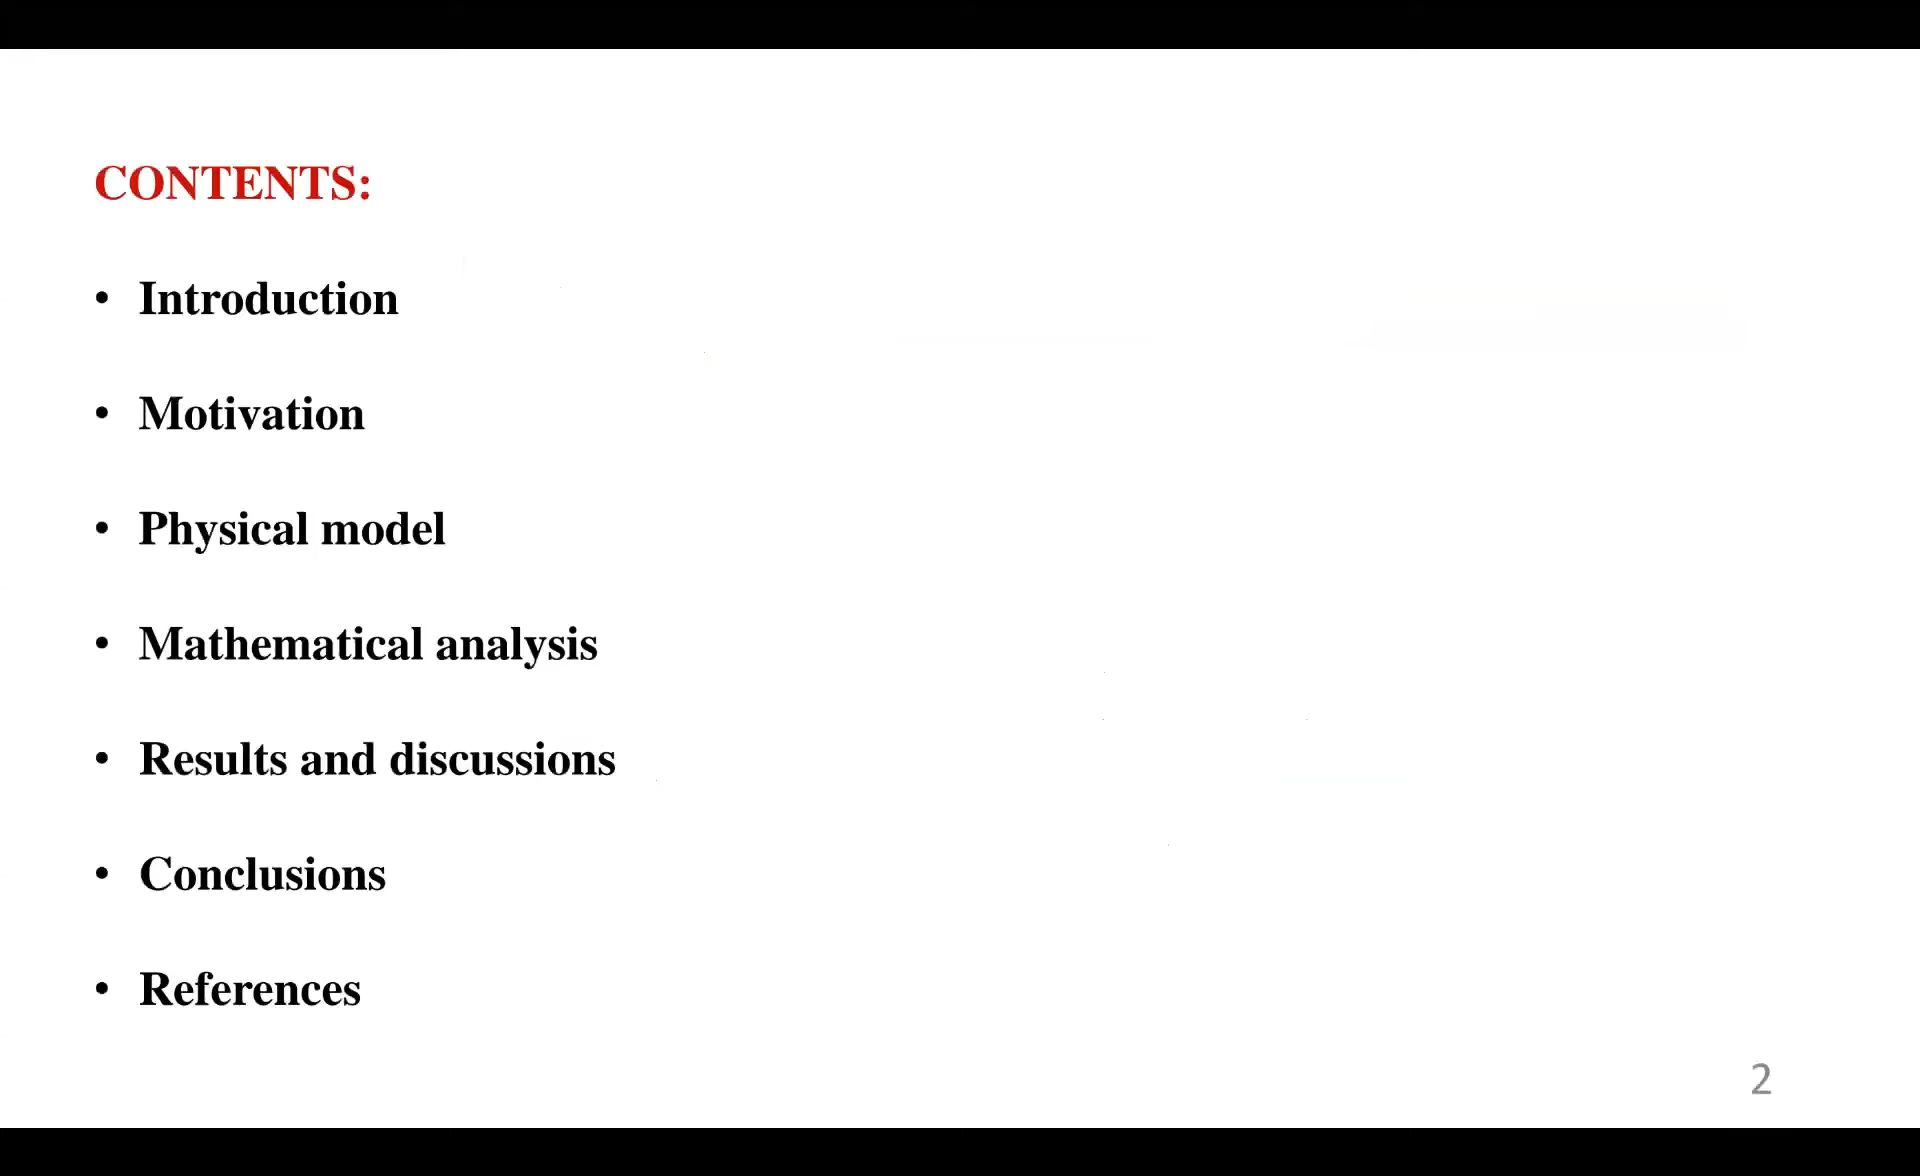 CONTENTS:
• Introduction
• Motivation
• Physical model
• Mathematical analysis
• Results and discussions
• Conclusions
• References
2